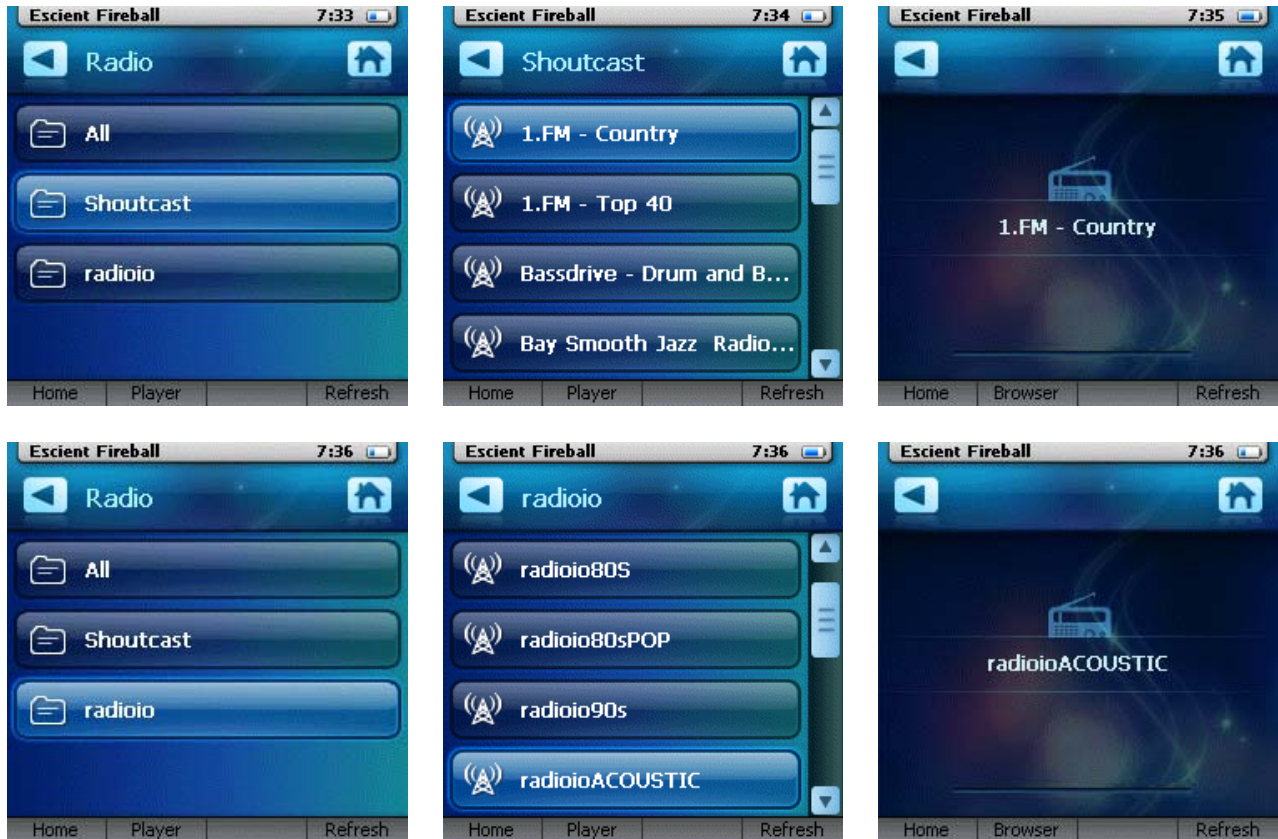 Escient Fireball 7:33
Radio
All
Shoutcast
radioio
Home Player Refresh
Escient Fireball 7:34
Shoutcast
1.FM - Country
1.FM - Top 40
Bassdrive - Drum and B...
Bay Smooth Jazz Radio...
Home Player Refresh
Escient Fireball 7:35
1.FM - Country
Home Browser Refresh
Escient Fireball 7:36
Radio
All
Shoutcast
radioio
Home Player Refresh
Escient Fireball 7:36
radioio
radioio80S
radioio80sPOP
radioio90s
radioioACOUSTIC
Home Player Refresh
Escient Fireball 7:36
radioioACOUSTIC
Home Browser Refresh